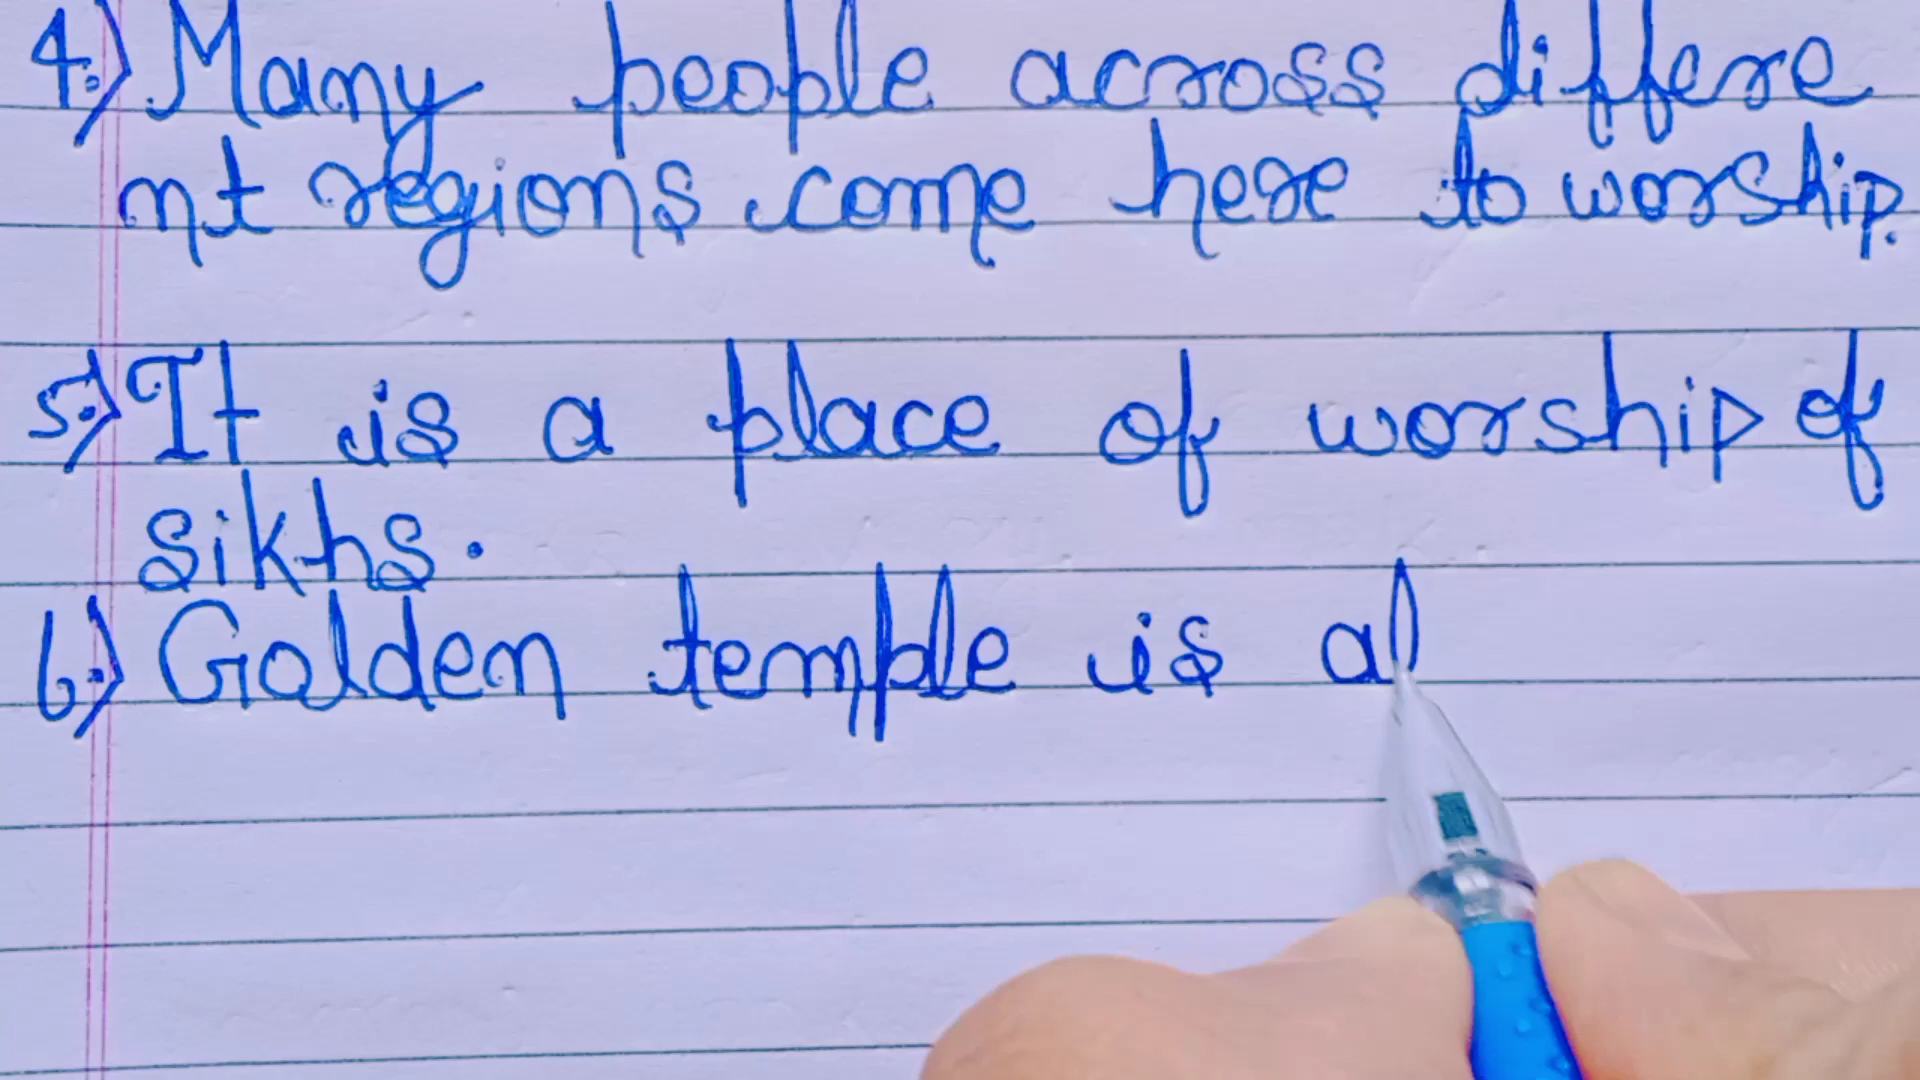 4.) Many people across differe
nt regions come here to worship.
5.) It is a place of worship of
sikhs.
6.) Golden temple is al